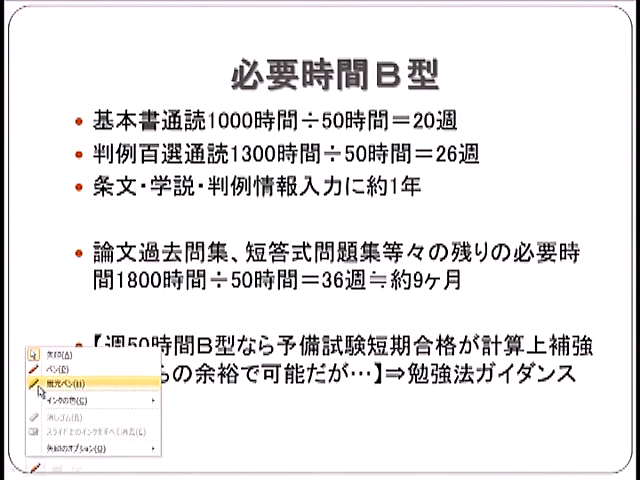 必要時間Ｂ型
基本書通読1000時間÷50時間＝20週
判例百選通読1300時間÷50時間＝26週
条文・学説・判例情報入力に約1年
論文過去問集、短答式問題集等々の残りの必要時
間1800時間÷50時間＝36週≒約9ヶ月
【週50時間Ｂ型なら予備試験短期合格が計算上補強
らの余裕で可能だが…】⇒勉強法ガイダンス
矢印(A)
ペン(P)
蛍光ペン(H)
インクの色(C)
消しゴム(R)
スライド上のインクをすべて消去(E)
矢印のオプション(O)